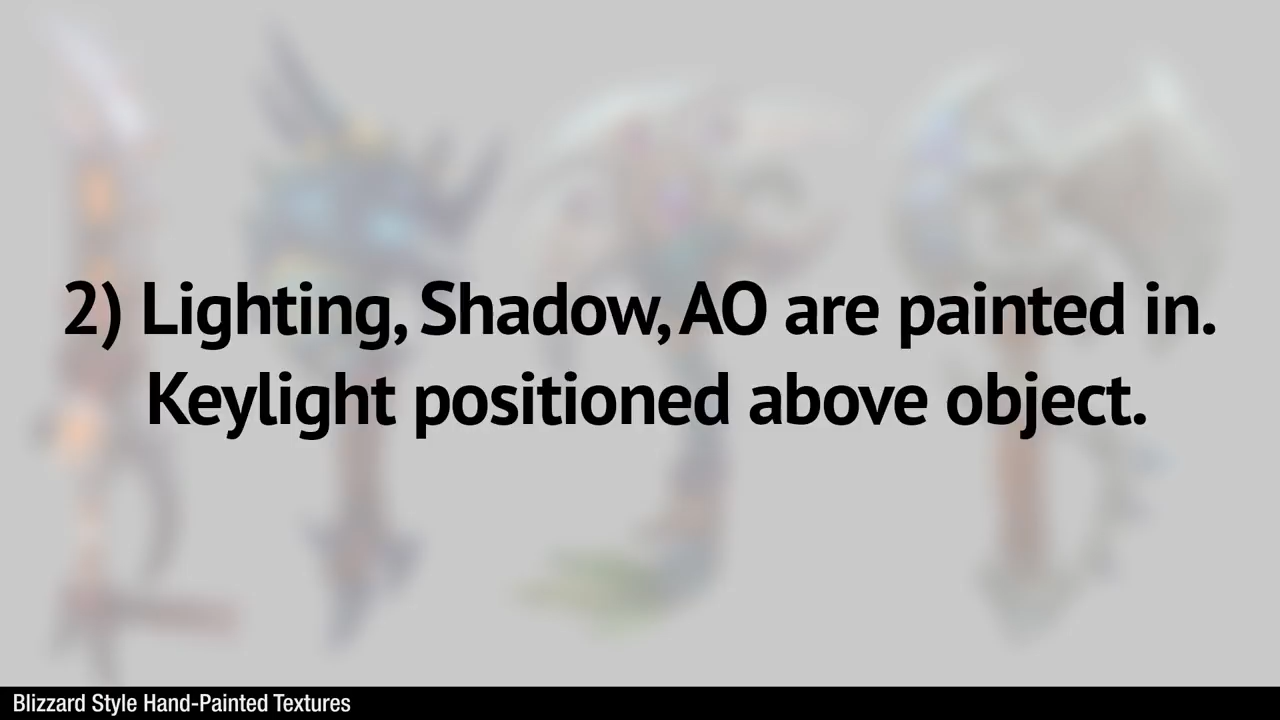 2) Lighting, Shadow, AO are painted in.
Keylight positioned above object.
Blizzard Style Hand-Painted Textures